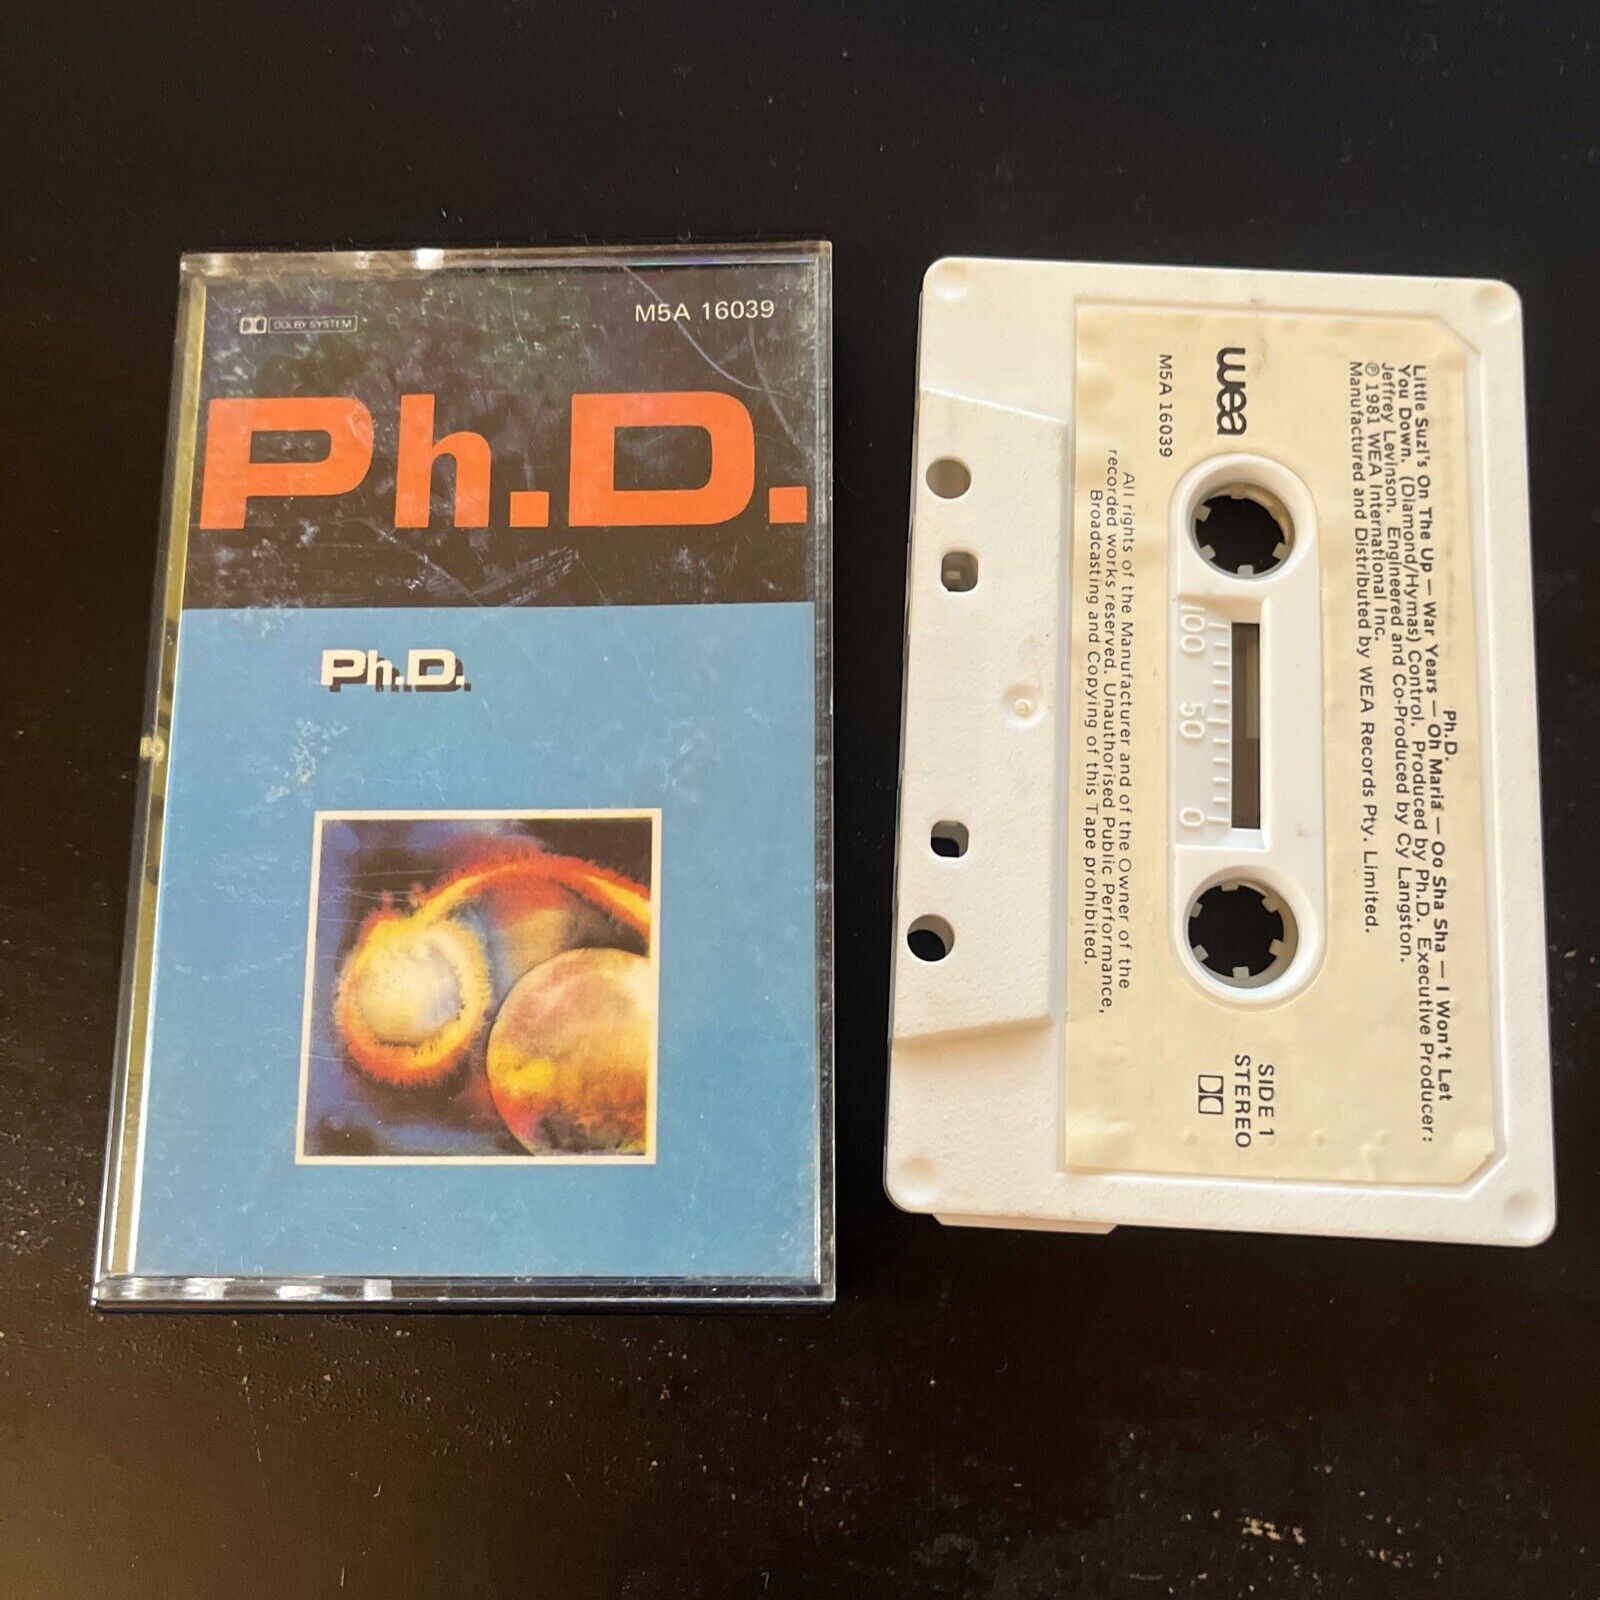 DOLBY SYSTEM
M5A 16039
Ph.D.
Ph.D.
Ph.D.
Little Suzi's On The Up — War Years — Oh Maria — Oo Sha Sha — I Won't Let
You Down. (Diamond/Hymas) Control. Produced by Ph.D. Executive Producer:
Jeffrey Levinson. Engineered and Co-Produced by Cy Langston.
℗ 1981 WEA International Inc.
Manufactured and Distributed by WEA Records Pty. Limited.
wea
M5A 16039
SIDE 1
STEREO
100 50 0
6
All rights of the Manufacturer and of the Owner of the
recorded works reserved. Unauthorised Public Performance,
Broadcasting and Copying of this Tape prohibited.